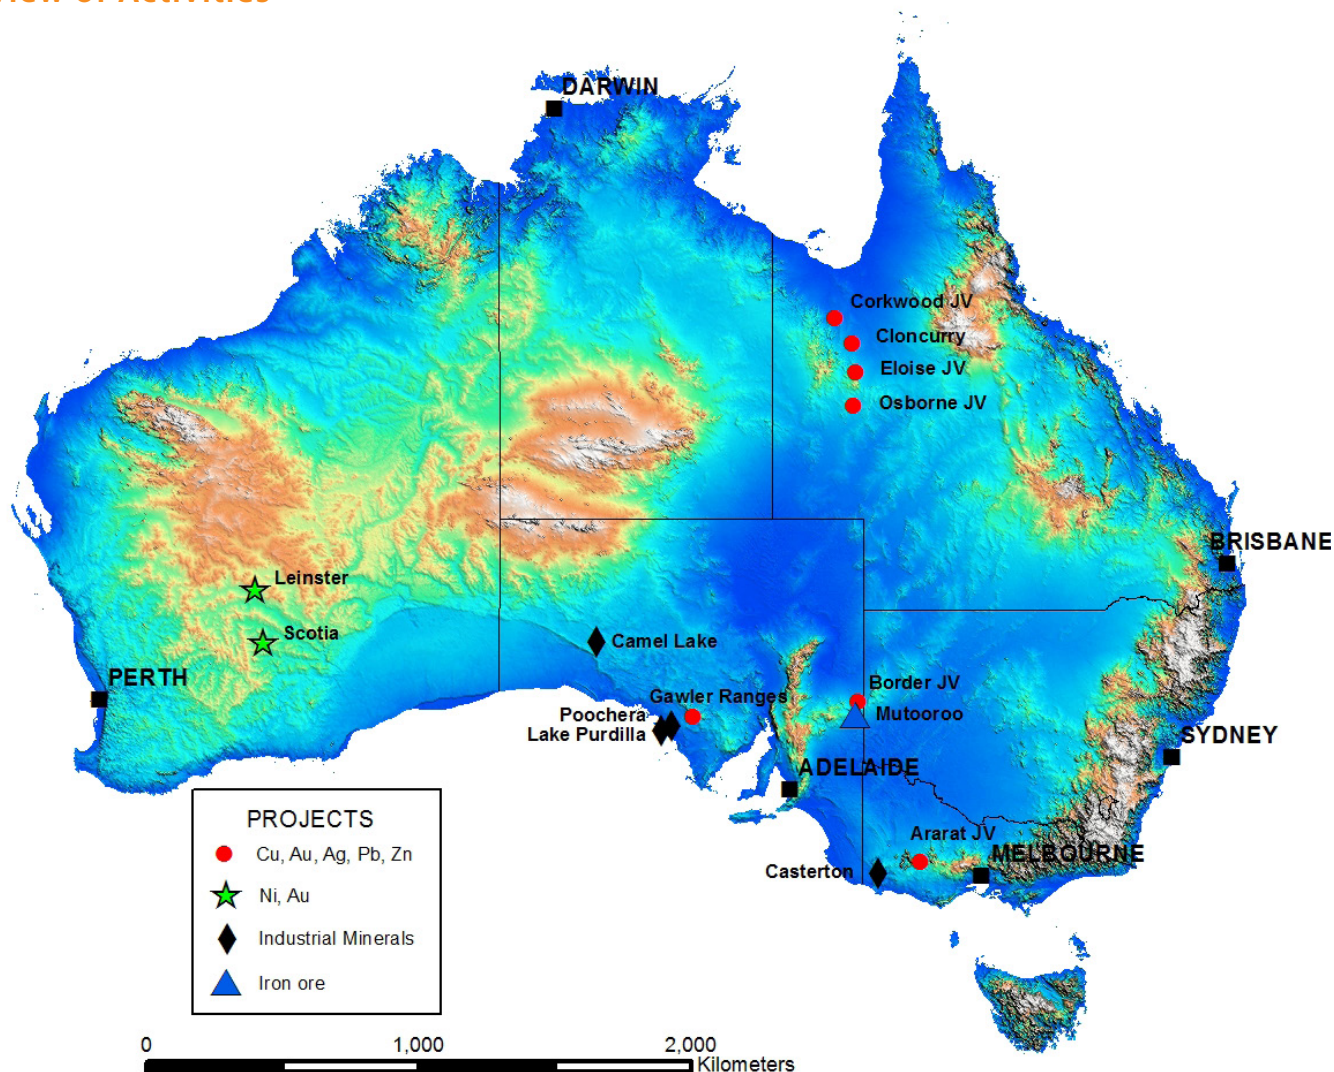 DARWIN
Corkwood JV
Cloncurry
Eloise JV
Osborne JV
BRISBANE
Leinster
Scotia
Camel Lake
PERTH
Border JV
Gawler Ranges
Mutooroo
Poochera
Lake Purdilla
SYDNEY
ADELAIDE
Ararat JV
MELBOURNE
Casterton
PROJECTS
Cu, Au, Ag, Pb, Zn
Ni, Au
Industrial Minerals
Iron ore
0 1,000 2,000
Kilometers